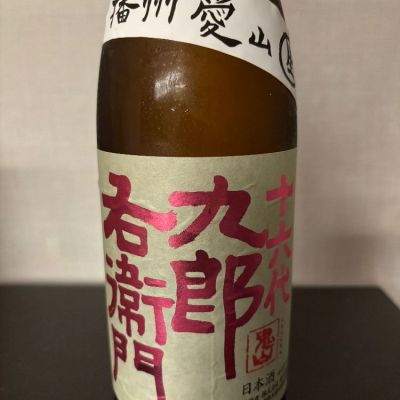 播州愛山
十六代
九郎
右衛門
日本酒